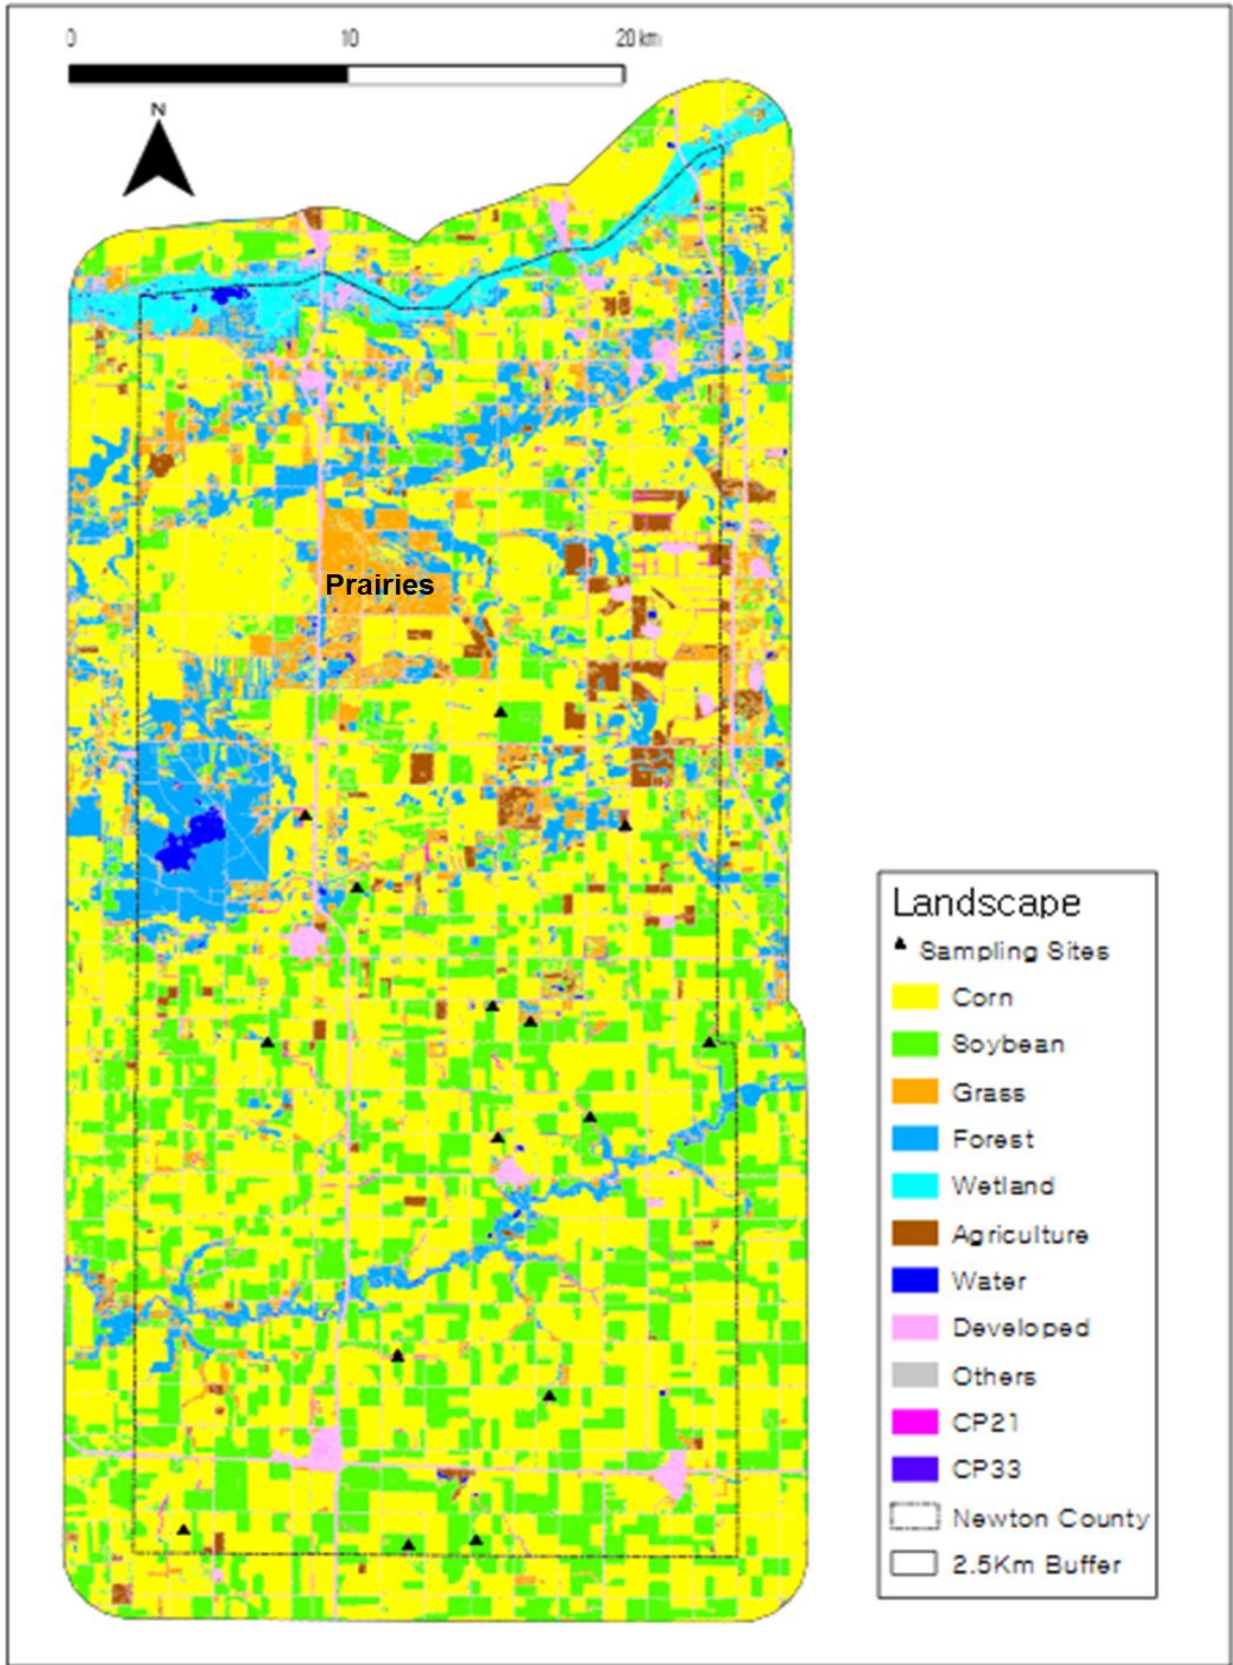 0 10 20 km
N
Prairies
Landscape
Sampling Sites
Corn
Soybean
Grass
Forest
Wetland
Agriculture
Water
Developed
Others
CP21
CP33
Newton County
2.5Km Buffer